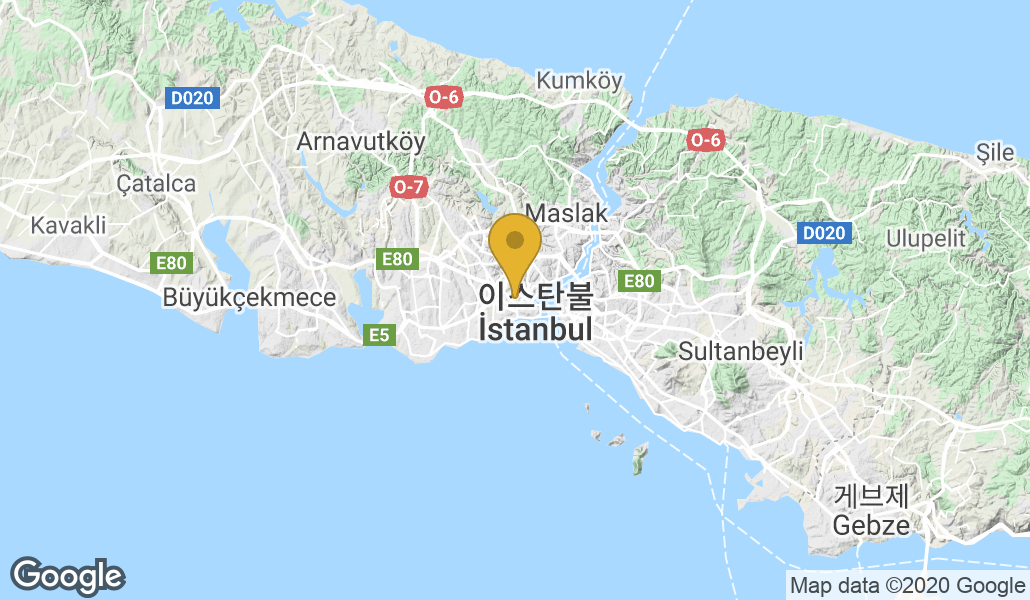 Kumköy
D020
O-6
Arnavutköy
O-6
Şile
Çatalca
O-7
Maslak
Kavakli
D020
Ulupelit
E80
E80
E80
Büyükçekmece
이스탄불
İstanbul
E5
Sultanbeyli
게브제
Gebze
Google
Map data ©2020 Google